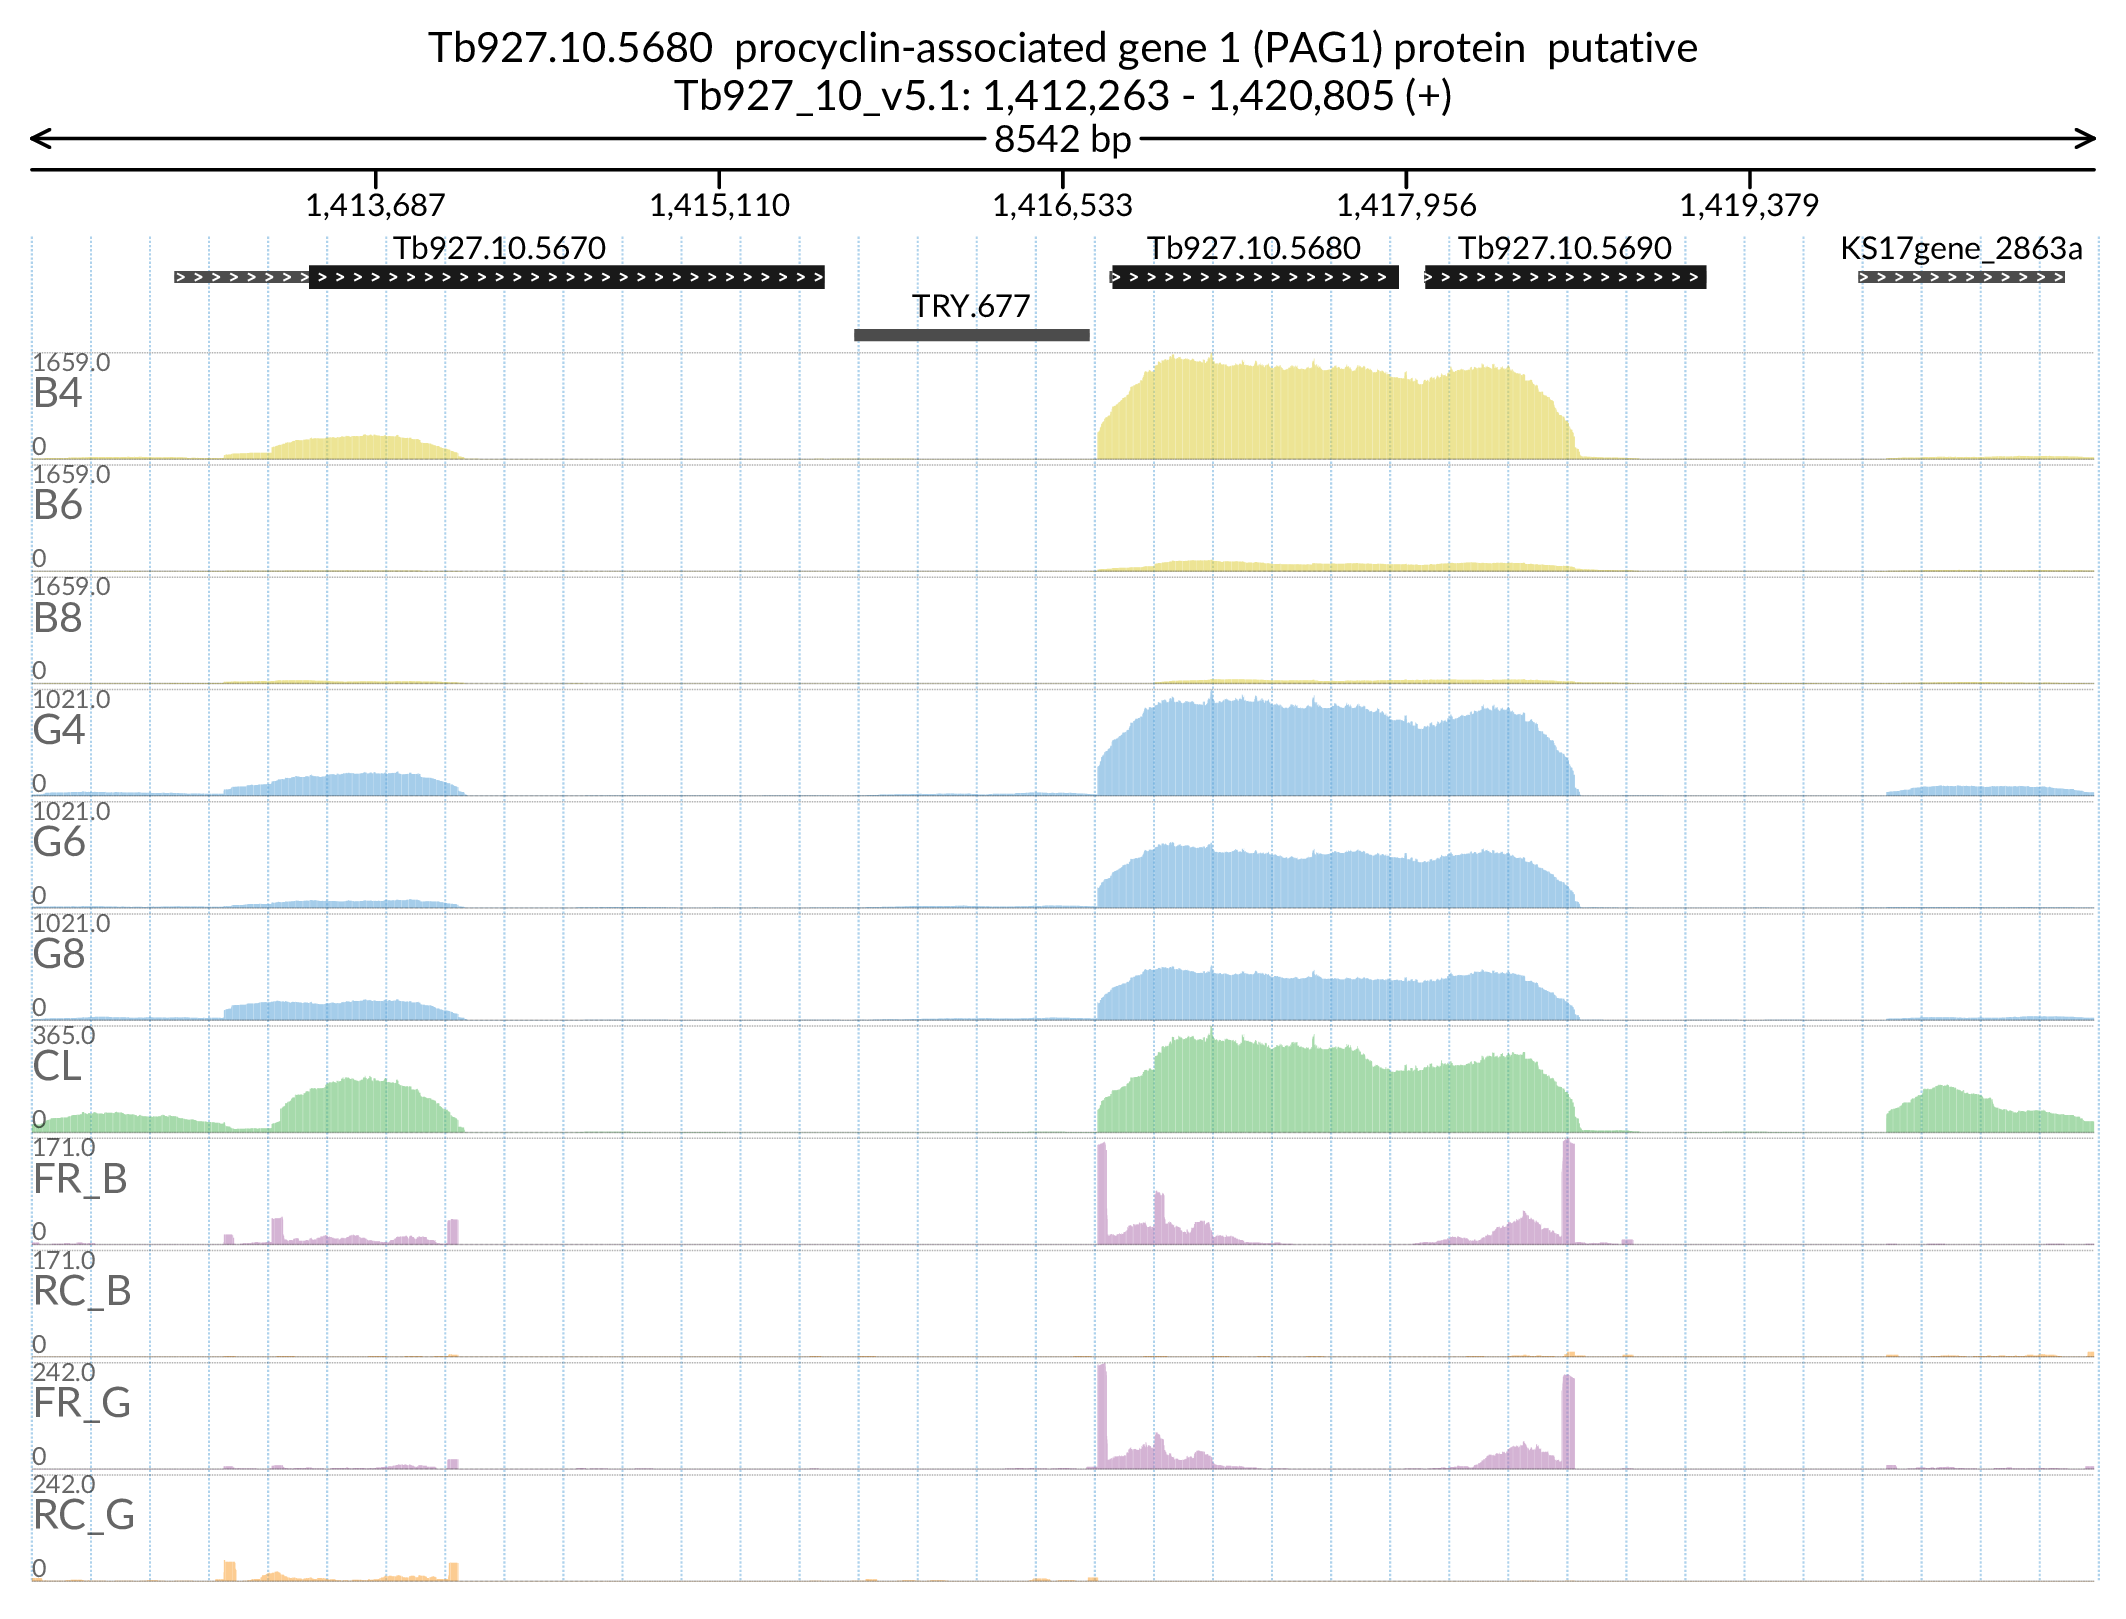 Tb927.10.5680 procyclin-associated gene 1 (PAG1) protein putative
Tb927_10_v5.1: 1,412,263 - 1,420,805 (+)
8542 bp
1,413,687 1,415,110 1,416,533 1,417,956 1,419,379
Tb927.10.5670 Tb927.10.5680 Tb927.10.5690 KS17gene_2863a
TRY.677
1659.0
B4
0
1659.0
B6
0
1659.0
B8
0
1021.0
G4
0
1021.0
G6
0
1021.0
G8
0
365.0
CL
0
171.0
FR_B
0
171.0
RC_B
0
242.0
FR_G
0
242.0
RC_G
0